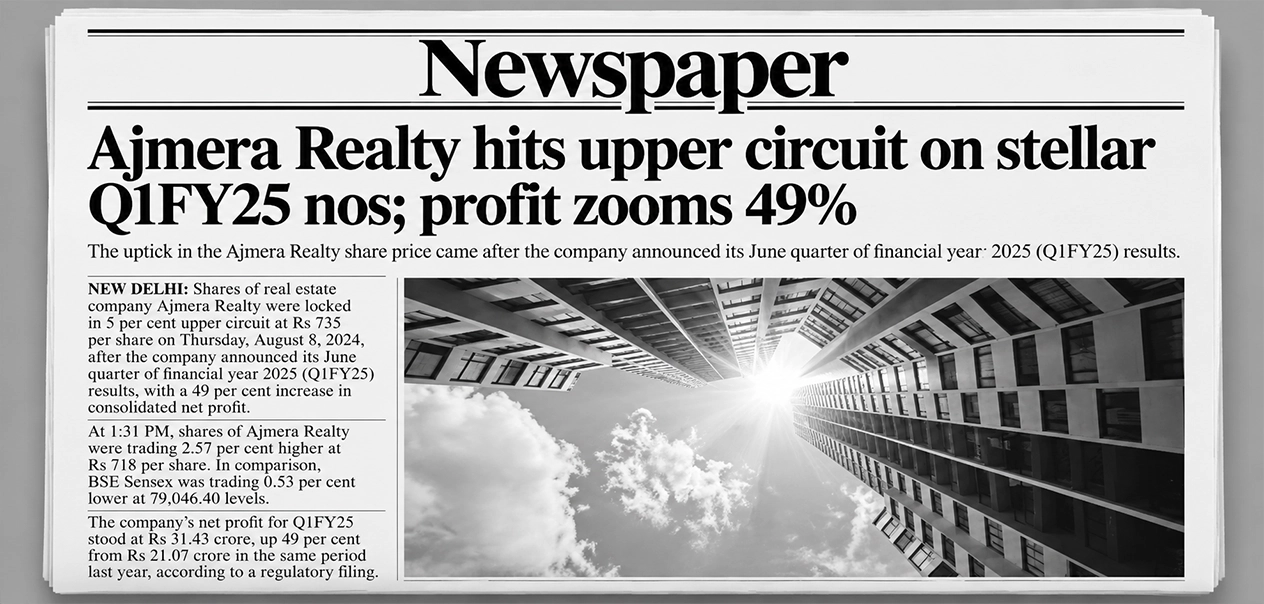 Newspaper
Ajmera Realty hits upper circuit on stellar
Q1FY25 nos; profit zooms 49%
The uptick in the Ajmera Realty share price came after the company announced its June quarter of financial year 2025 (Q1FY25) results.
NEW DELHI: Shares of real estate
company Ajmera Realty were locked
in 5 per cent upper circuit at Rs 735
per share on Thursday, August 8, 2024,
after the company announced its June
quarter of financial year 2025 (Q1FY25)
results, with a 49 per cent increase in
consolidated net profit.
At 1:31 PM, shares of Ajmera Realty
were trading 2.57 per cent higher at
Rs 718 per share. In comparison,
BSE Sensex was trading 0.53 per cent
lower at 79,046.40 levels.
The company’s net profit for Q1FY25
stood at Rs 31.43 crore, up 49 per cent
from Rs 21.07 crore in the same period
last year, according to a regulatory filing.